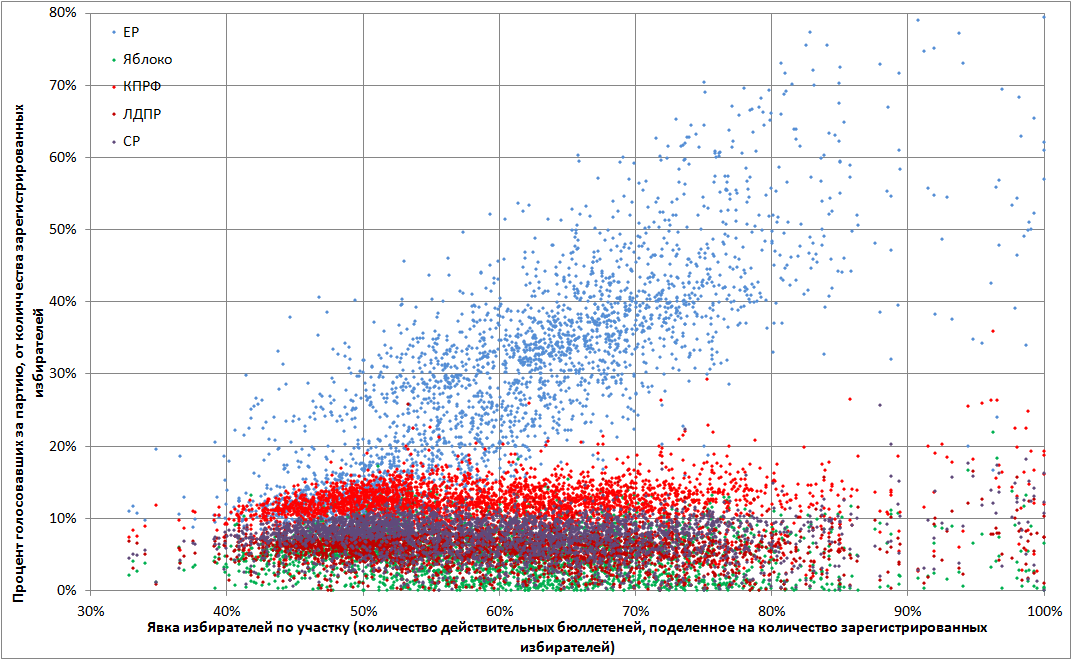 80%
70%
60%
50%
40%
30%
20%
10%
0%
30%
40%
50%
60%
70%
80%
90%
100%
ЕР
Яблоко
КПРФ
ЛДПР
СР
Процент голосовавших за партию, от количества зарегистрированных
избирателей
Явка избирателей по участку (количество действительных бюллетеней, поделенное на количество зарегистрированных
избирателей)